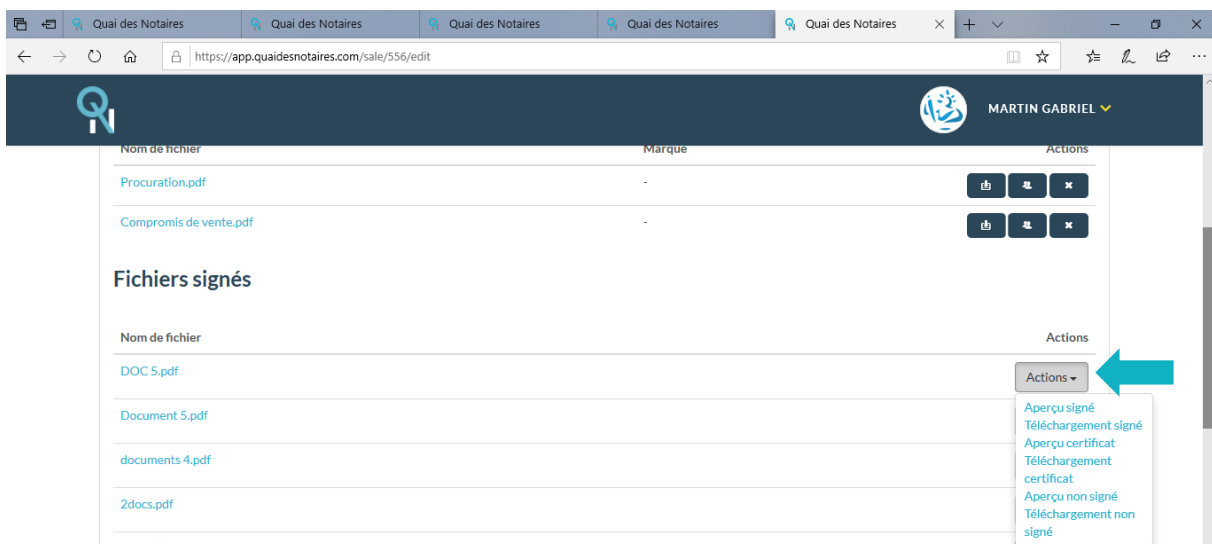 Quai des Notaires Quai des Notaires Quai des Notaires Quai des Notaires Quai des Notaires
https://app.quaidesnotaires.com/sale/556/edit
QN MARTIN GABRIEL
Nom de fichier Marque Actions
Procuration.pdf -
Compromis de vente.pdf -
Fichiers signés
Nom de fichier Actions
DOC 5.pdf Actions
Document 5.pdf
documents 4.pdf
2docs.pdf
Aperçu signé
Téléchargement signé
Aperçu certificat
Téléchargement
certificat
Aperçu non signé
Téléchargement non
signé